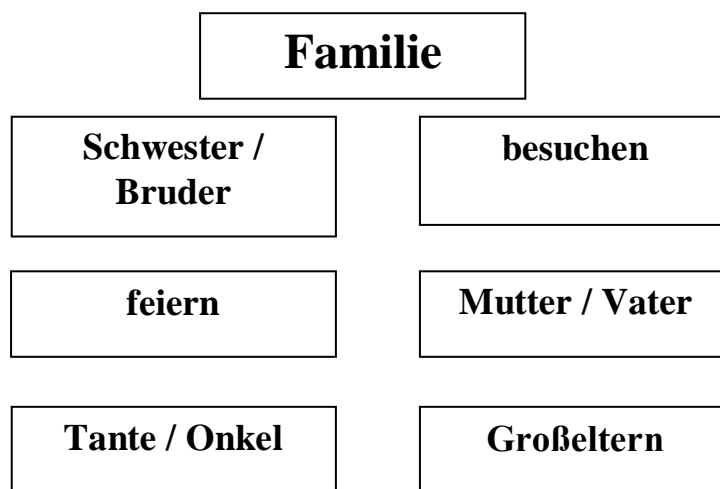 Familie
Schwester /
Bruder
besuchen
feiern
Mutter / Vater
Tante / Onkel
Großeltern